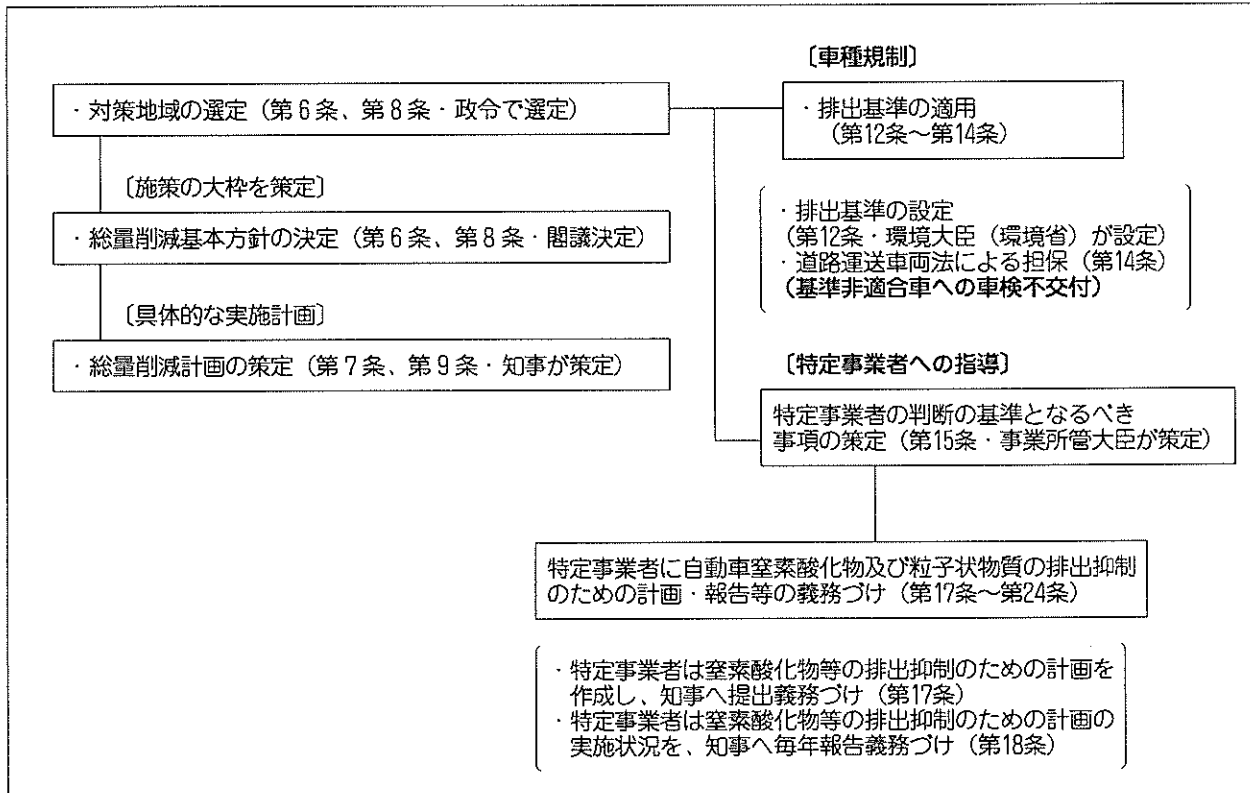 ・対策地域の選定（第6条、第8条・政令で選定）
〔施策の大枠を策定〕
・総量削減基本方針の決定（第6条、第8条・閣議決定）
〔具体的な実施計画〕
・総量削減計画の策定（第7条、第9条・知事が策定）
〔車種規制〕
・排出基準の適用
（第12条～第14条）
・排出基準の設定
（第12条・環境大臣（環境省）が設定）
・道路運送車両法による担保（第14条）
（基準非適合車への車検不交付）
〔特定事業者への指導〕
特定事業者の判断の基準となるべき
事項の策定（第15条・事業所管大臣が策定）
特定事業者に自動車窒素酸化物及び粒子状物質の排出抑制
のための計画・報告等の義務づけ（第17条～第24条）
・特定事業者は窒素酸化物等の排出抑制のための計画を
作成し、知事へ提出義務づけ（第17条）
・特定事業者は窒素酸化物等の排出抑制のための計画の
実施状況を、知事へ毎年報告義務づけ（第18条）